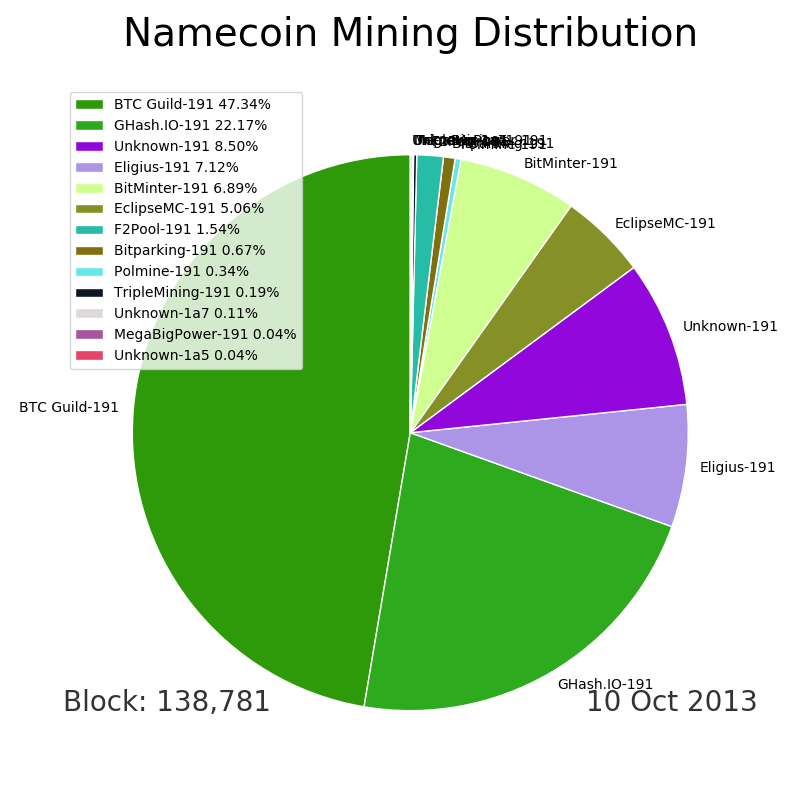 Namecoin Mining Distribution
BTC Guild-191 47.34%
GHash.IO-191 22.17%
Unknown-191 8.50%
Eligius-191 7.12%
BitMinter-191 6.89%
EclipseMC-191 5.06%
F2Pool-191 1.54%
Bitparking-191 0.67%
Polmine-191 0.34%
TripleMining-191 0.19%
Unknown-1a7 0.11%
MegaBigPower-191 0.04%
Unknown-1a5 0.04%
BitMinter-191
EclipseMC-191
Unknown-191
BTC Guild-191
Eligius-191
GHash.IO-191
Block: 138,781
10 Oct 2013